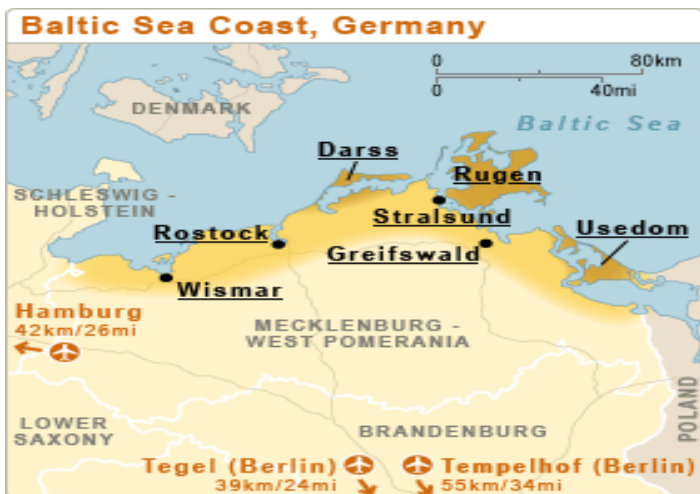 Baltic Sea Coast, Germany
0 80km
0 40mi
DENMARK
Baltic Sea
Darss
Rugen
SCHLESWIG -
HOLSTEIN
Stralsund
Usedom
Rostock
Greifswald
Wismar
Hamburg
42km/26mi
MECKLENBURG -
WEST POMERANIA
POLAND
LOWER
SAXONY
BRANDENBURG
Tegel (Berlin)
39km/24mi
Tempelhof (Berlin)
55km/34mi